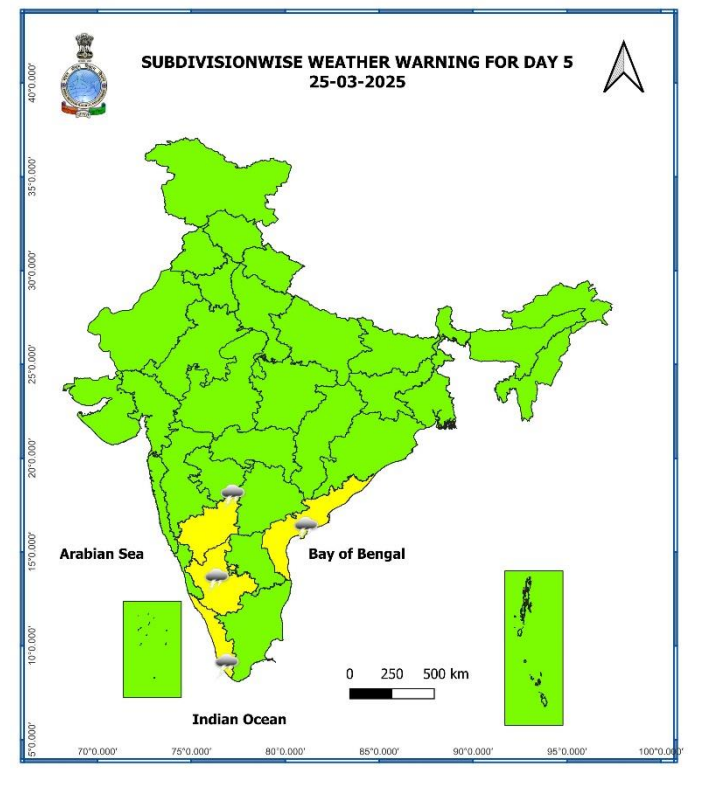 SUBDIVISIONWISE WEATHER WARNING FOR DAY 5
25-03-2025
40°0.000'
35°0.000'
30°0.000'
25°0.000'
20°0.000'
15°0.000'
10°0.000'
5°0.000'
Arabian Sea
Bay of Bengal
0 250 500 km
Indian Ocean
70°0.000' 75°0.000' 80°0.000' 85°0.000' 90°0.000' 95°0.000' 100°0.000'